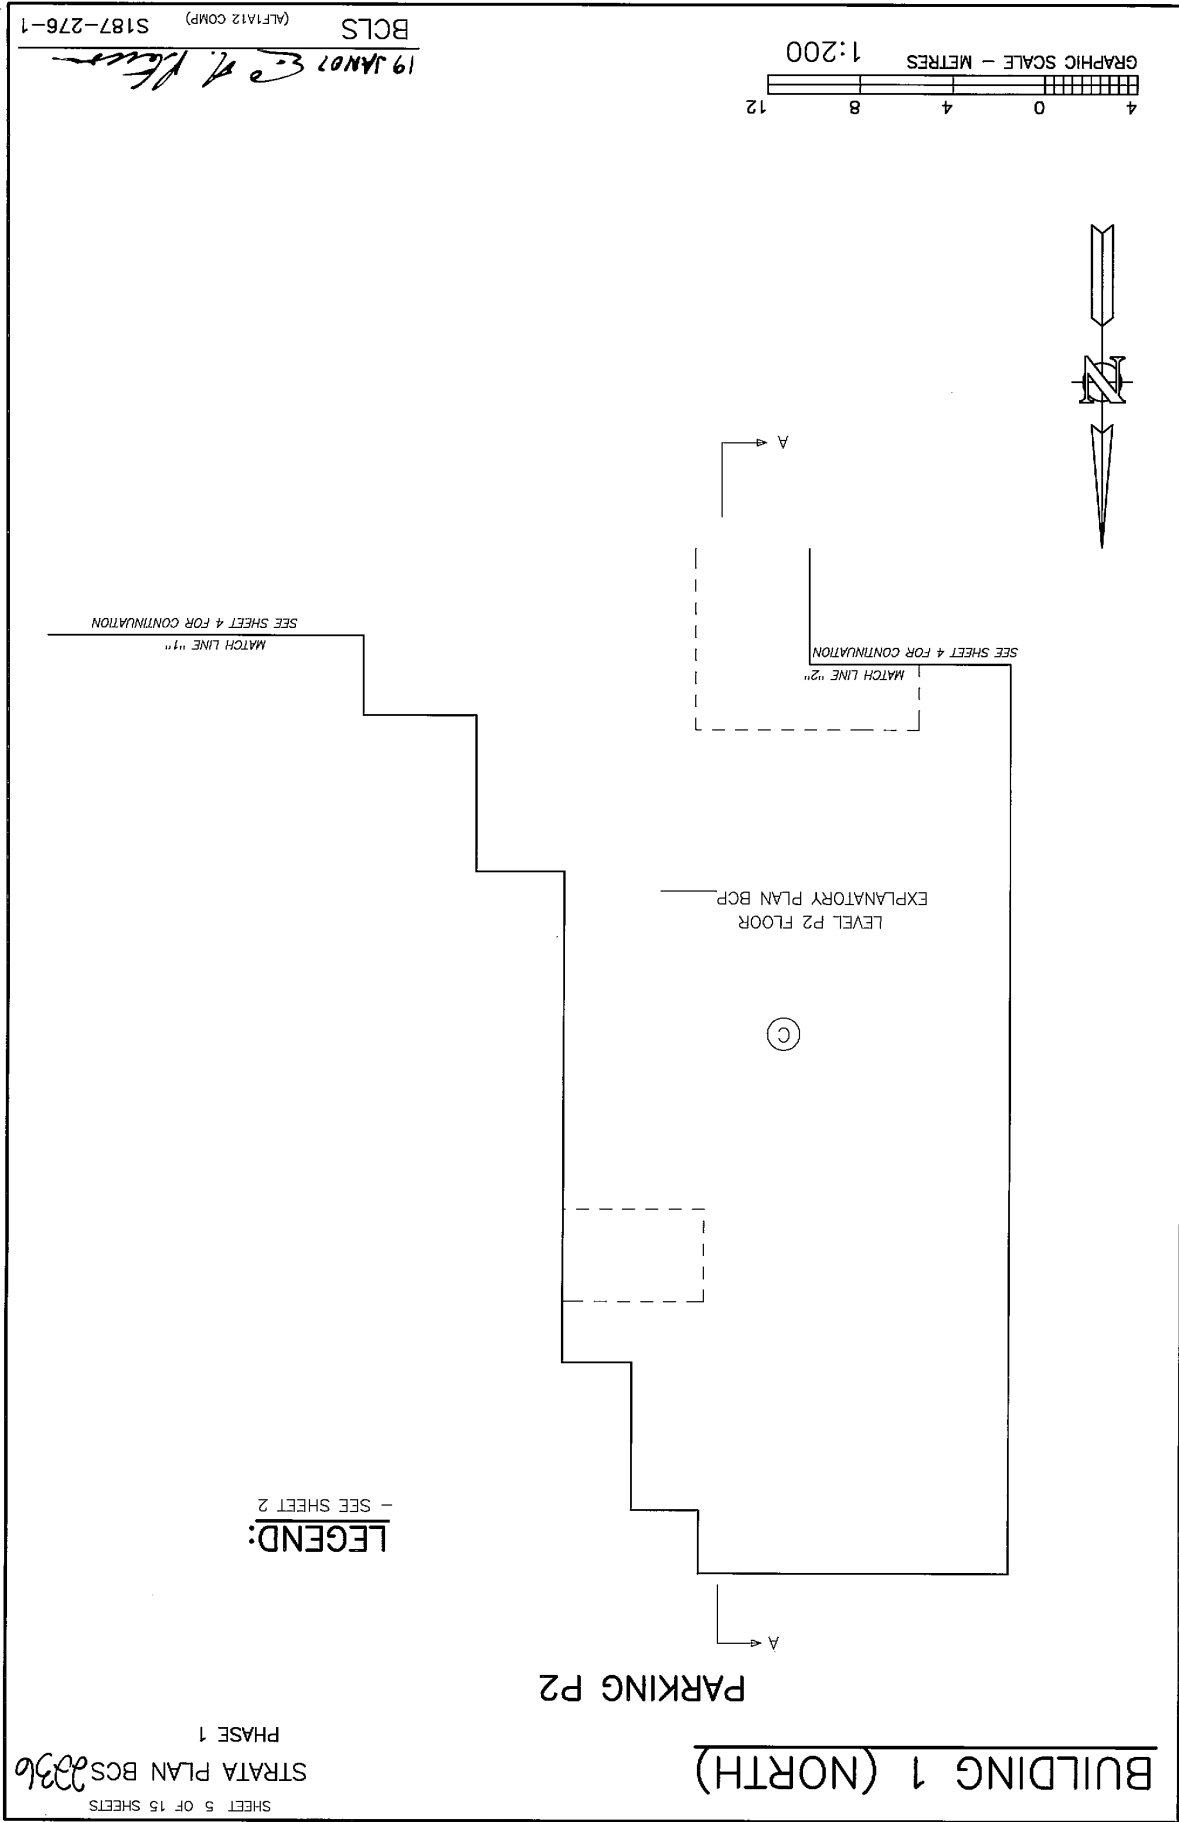 BUILDING 1 (NORTH)
SHEET 5 OF 15 SHEETS
STRATA PLAN BCS2236
PHASE 1
PARKING P2
A
LEGEND:
- SEE SHEET 2
C
LEVEL P2 FLOOR
EXPLANATORY PLAN BCP
MATCH LINE "2"
SEE SHEET 4 FOR CONTINUATION
MATCH LINE "1"
SEE SHEET 4 FOR CONTINUATION
A
N
4 0 4 8 12
GRAPHIC SCALE - METRES 1:200
19 JAN07
BCLS (ALF1A12 COMP) S187-276-1